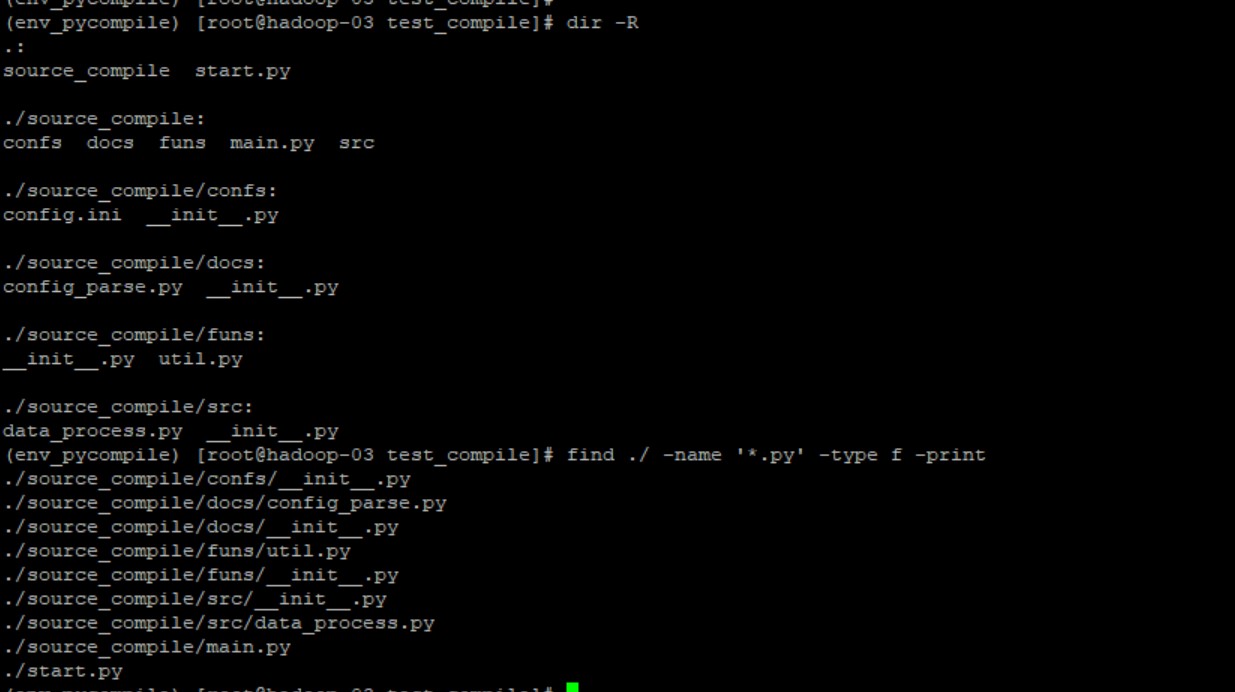 (env_pycompile) [root@hadoop-03 test_compile]#
(env_pycompile) [root@hadoop-03 test_compile]# dir -R
.:
source_compile  start.py
./source_compile:
confs  docs  funs  main.py  src
./source_compile/confs:
config.ini  __init__.py
./source_compile/docs:
config_parse.py  __init__.py
./source_compile/funs:
__init__.py  util.py
./source_compile/src:
data_process.py  __init__.py
(env_pycompile) [root@hadoop-03 test_compile]# find ./ -name '*.py' -type f -print
./source_compile/confs/__init__.py
./source_compile/docs/config_parse.py
./source_compile/docs/__init__.py
./source_compile/funs/util.py
./source_compile/funs/__init__.py
./source_compile/src/__init__.py
./source_compile/src/data_process.py
./source_compile/main.py
./start.py
(env_pycompile) [root@hadoop-03 test_compile]#